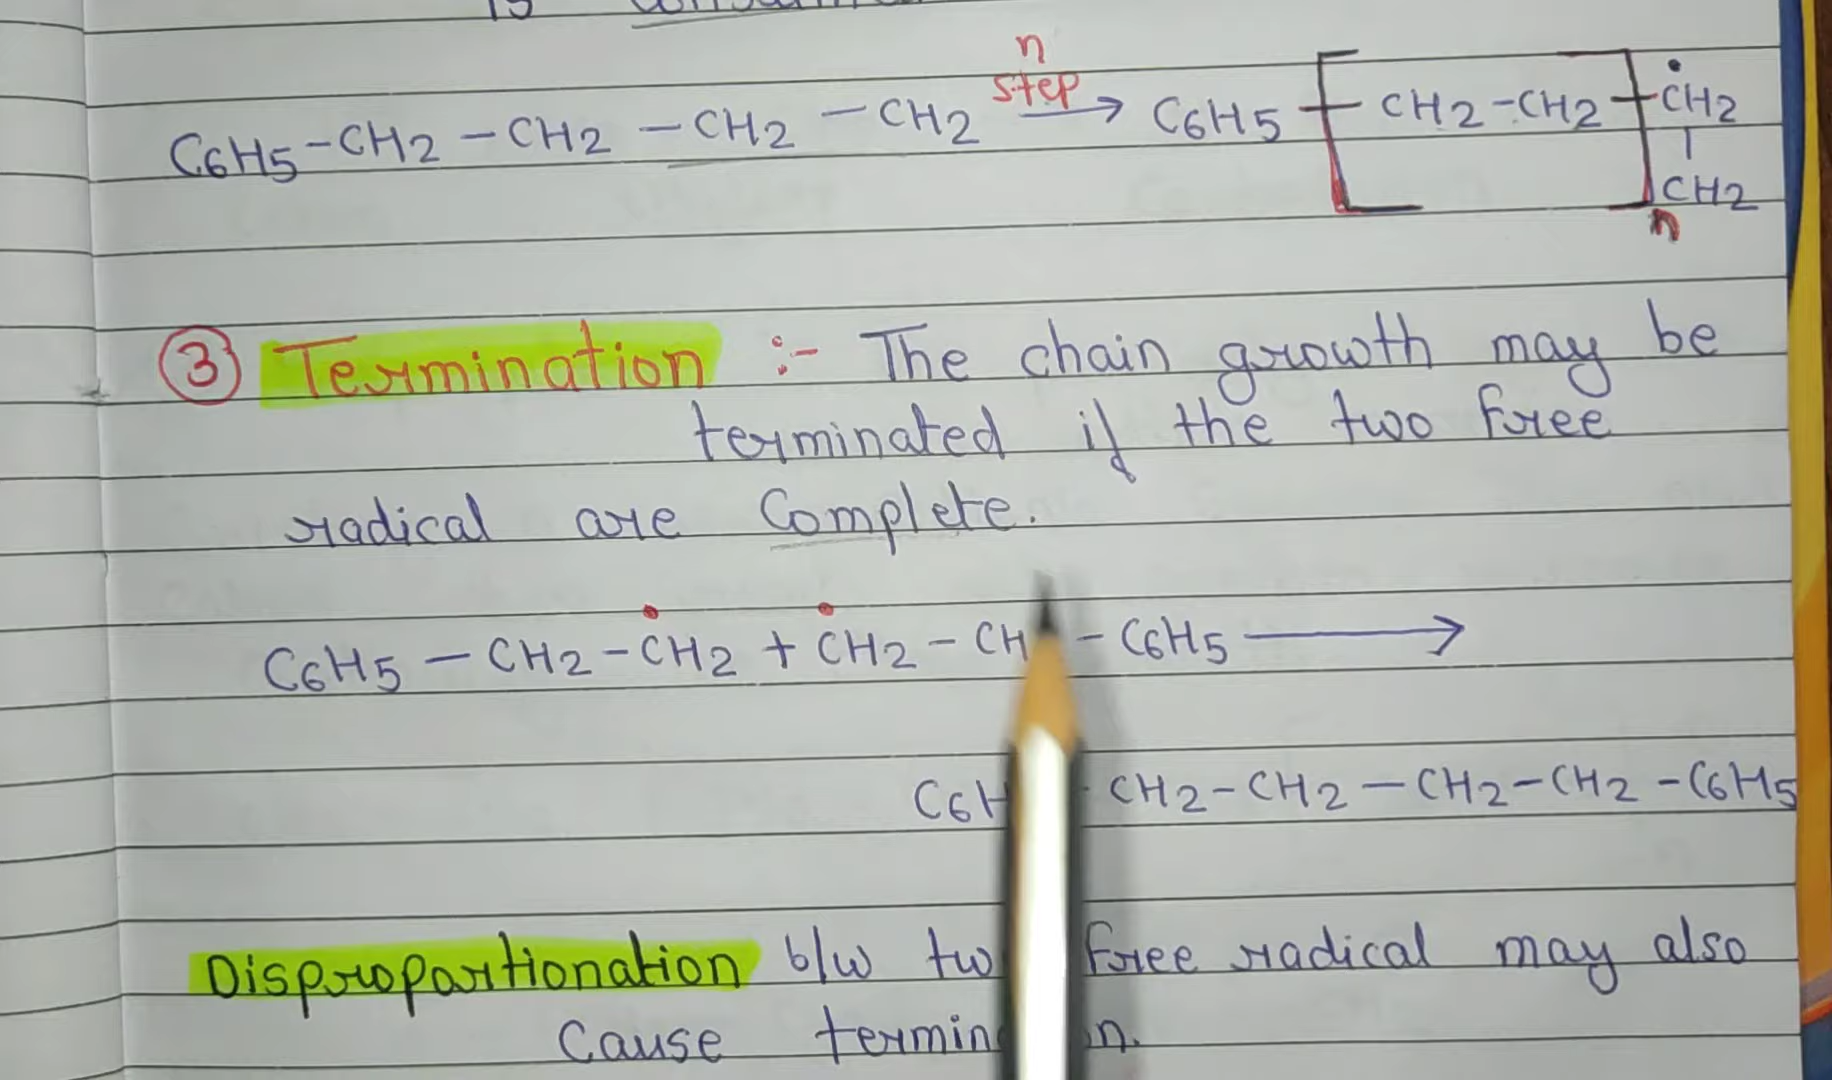 n
step
C6H5-CH2-CH2-CH2-CH2 → C6H5 [CH2-CH2] ĊH2
CH2
n
③ Termination :- The chain growth may be
terminated if the two free
radical are Complete.
C6H5-CH2-ĊH2 + ĊH2-CH -C6H5 →
C6H CH2-CH2-CH2-CH2-C6H5
Disproportionation b/w free radical may also
Cause